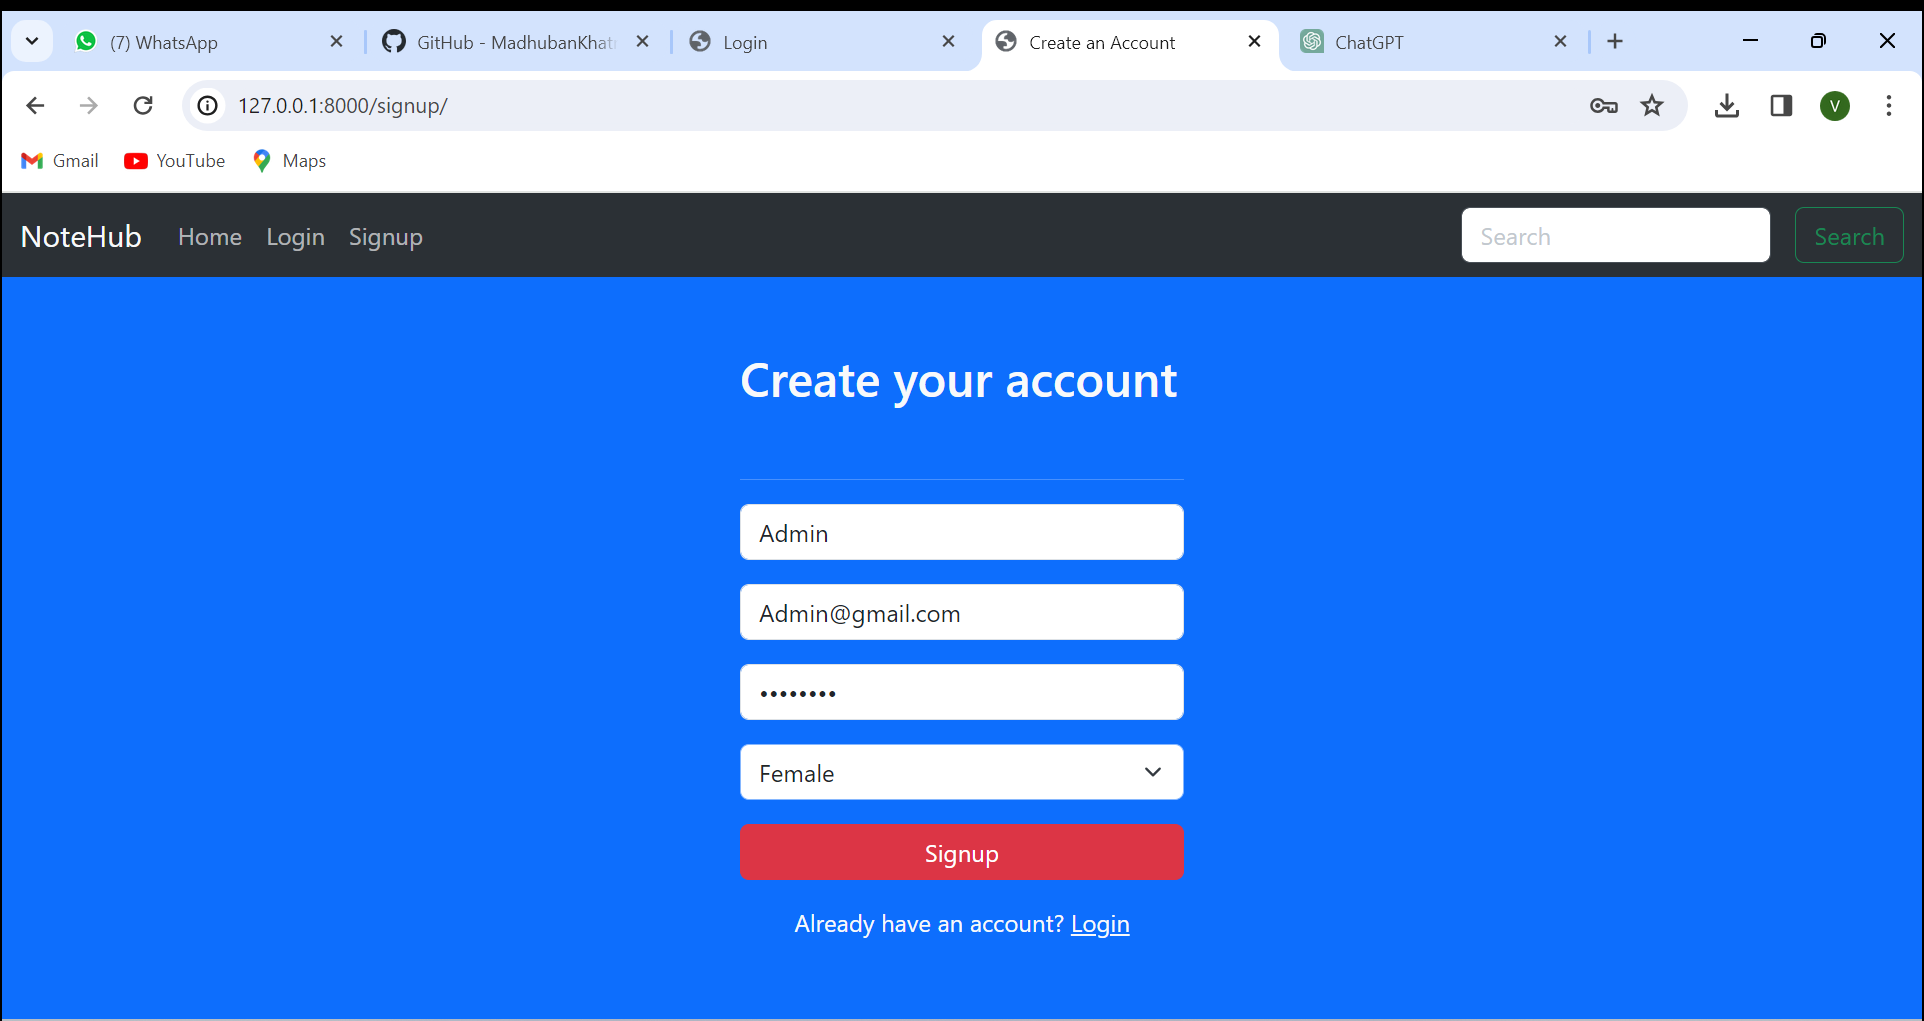 (7) WhatsApp
GitHub - MadhubanKhat
Login
Create an Account
ChatGPT
127.0.0.1:8000/signup/
V
Gmail
YouTube
Maps
NoteHub Home Login Signup Search Search
Create your account
Admin
Admin@gmail.com
••••••••
Female
Signup
Already have an account? Login